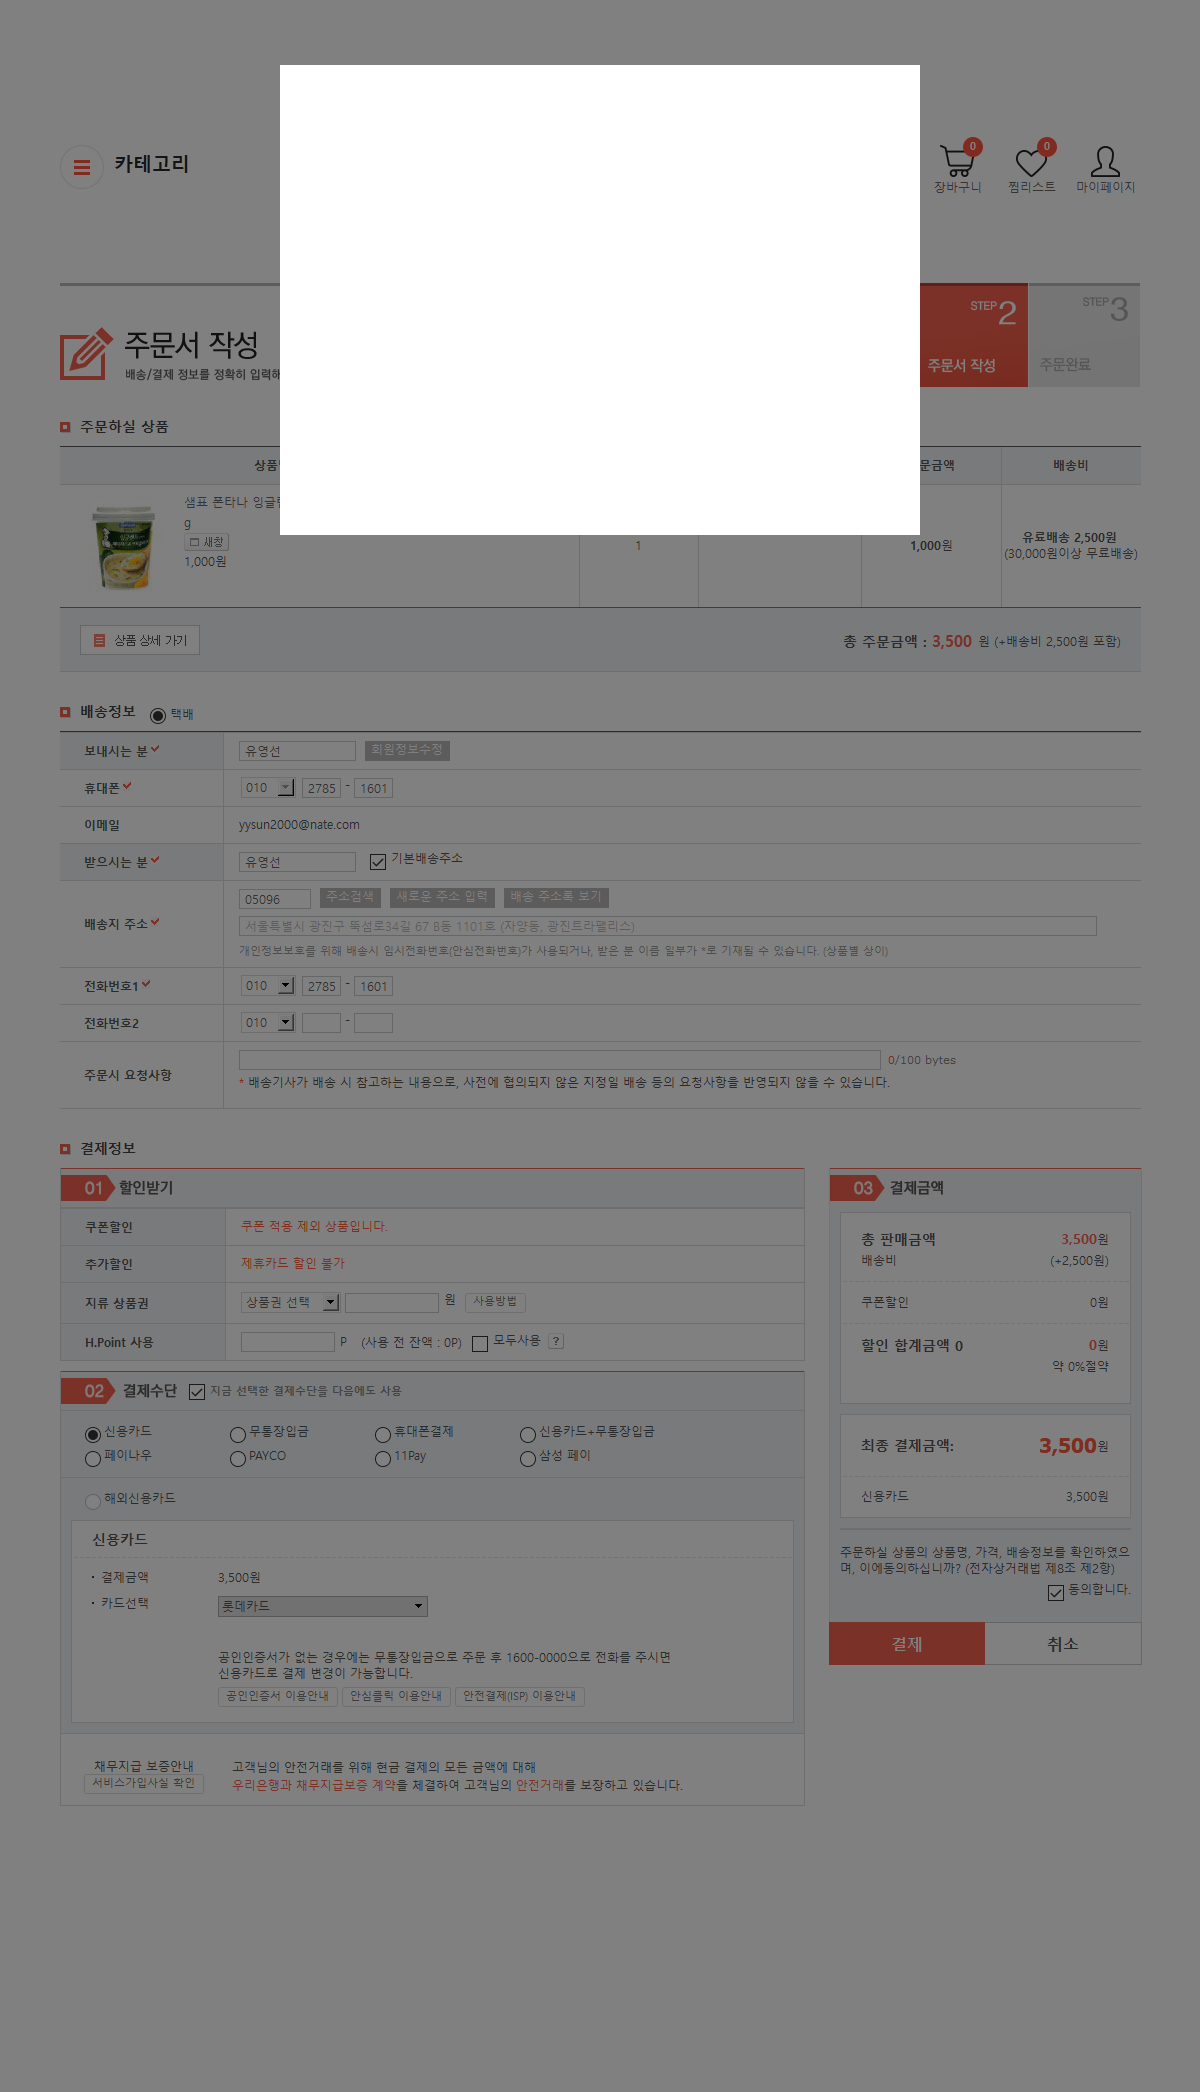 카테고리
0
장바구니
0
찜리스트
마이페이지
주문서 작성
배송/결제 정보를 정확히 입력해
STEP 2
주문서 작성
STEP 3
주문완료
주문하실 상품
상품
문금액
배송비
샘표 폰타나 잉글
g
새창
1,000원
1
1,000원
유료배송 2,500원
(30,000원이상 무료배송)
상품 상세 가기
총 주문금액 : 3,500 원 (+배송비 2,500원 포함)
배송정보
택배
보내시는 분
유영선
회원정보수정
휴대폰
010 2785 - 1601
이메일
yysun2000@nate.com
받으시는 분
유영선
기본배송주소
배송지 주소
05096
주소검색
새로운 주소 입력
배송 주소록 보기
서울특별시 광진구 뚝섬로34길 67 B동 1101호 (자양동, 광진트라팰리스)
개인정보보호를 위해 배송시 임시전화번호(안심전화번호)가 사용되거나, 받은 분 이름 일부가 *로 기재될 수 있습니다. (상품별 상이)
전화번호1
010 2785 - 1601
전화번호2
010 -
주문시 요청사항
0/100 bytes
* 배송기사가 배송 시 참고하는 내용으로, 사전에 협의되지 않은 지정일 배송 등의 요청사항을 반영되지 않을 수 있습니다.
결제정보
01 할인받기
쿠폰할인
쿠폰 적용 제외 상품입니다.
추가할인
제휴카드 할인 불가
지류 상품권
상품권 선택
원
사용방법
H.Point 사용
P (사용 전 잔액 : 0P)
모두사용
?
02 결제수단
지금 선택한 결제수단을 다음에도 사용
신용카드
무통장입금
휴대폰결제
신용카드+무통장입금
페이나우
PAYCO
11Pay
삼성 페이
해외신용카드
신용카드
· 결제금액
3,500원
· 카드선택
롯데카드
공인인증서가 없는 경우에는 무통장입금으로 주문 후 1600-0000으로 전화를 주시면
신용카드로 결제 변경이 가능합니다.
공인인증서 이용안내
안심클릭 이용안내
안전결제(ISP) 이용안내
채무지급 보증안내
서비스가입사실 확인
고객님의 안전거래를 위해 현금 결제의 모든 금액에 대해
우리은행과 채무지급보증 계약을 체결하여 고객님의 안전거래를 보장하고 있습니다.
03 결제금액
총 판매금액
3,500원
배송비
(+2,500원)
쿠폰할인
0원
할인 합계금액 0
0원
약 0%절약
최종 결제금액:
3,500원
신용카드
3,500원
주문하실 상품의 상품명, 가격, 배송정보를 확인하였으
며, 이에동의하십니까? (전자상거래법 제8조 제2항)
동의합니다.
결제
취소